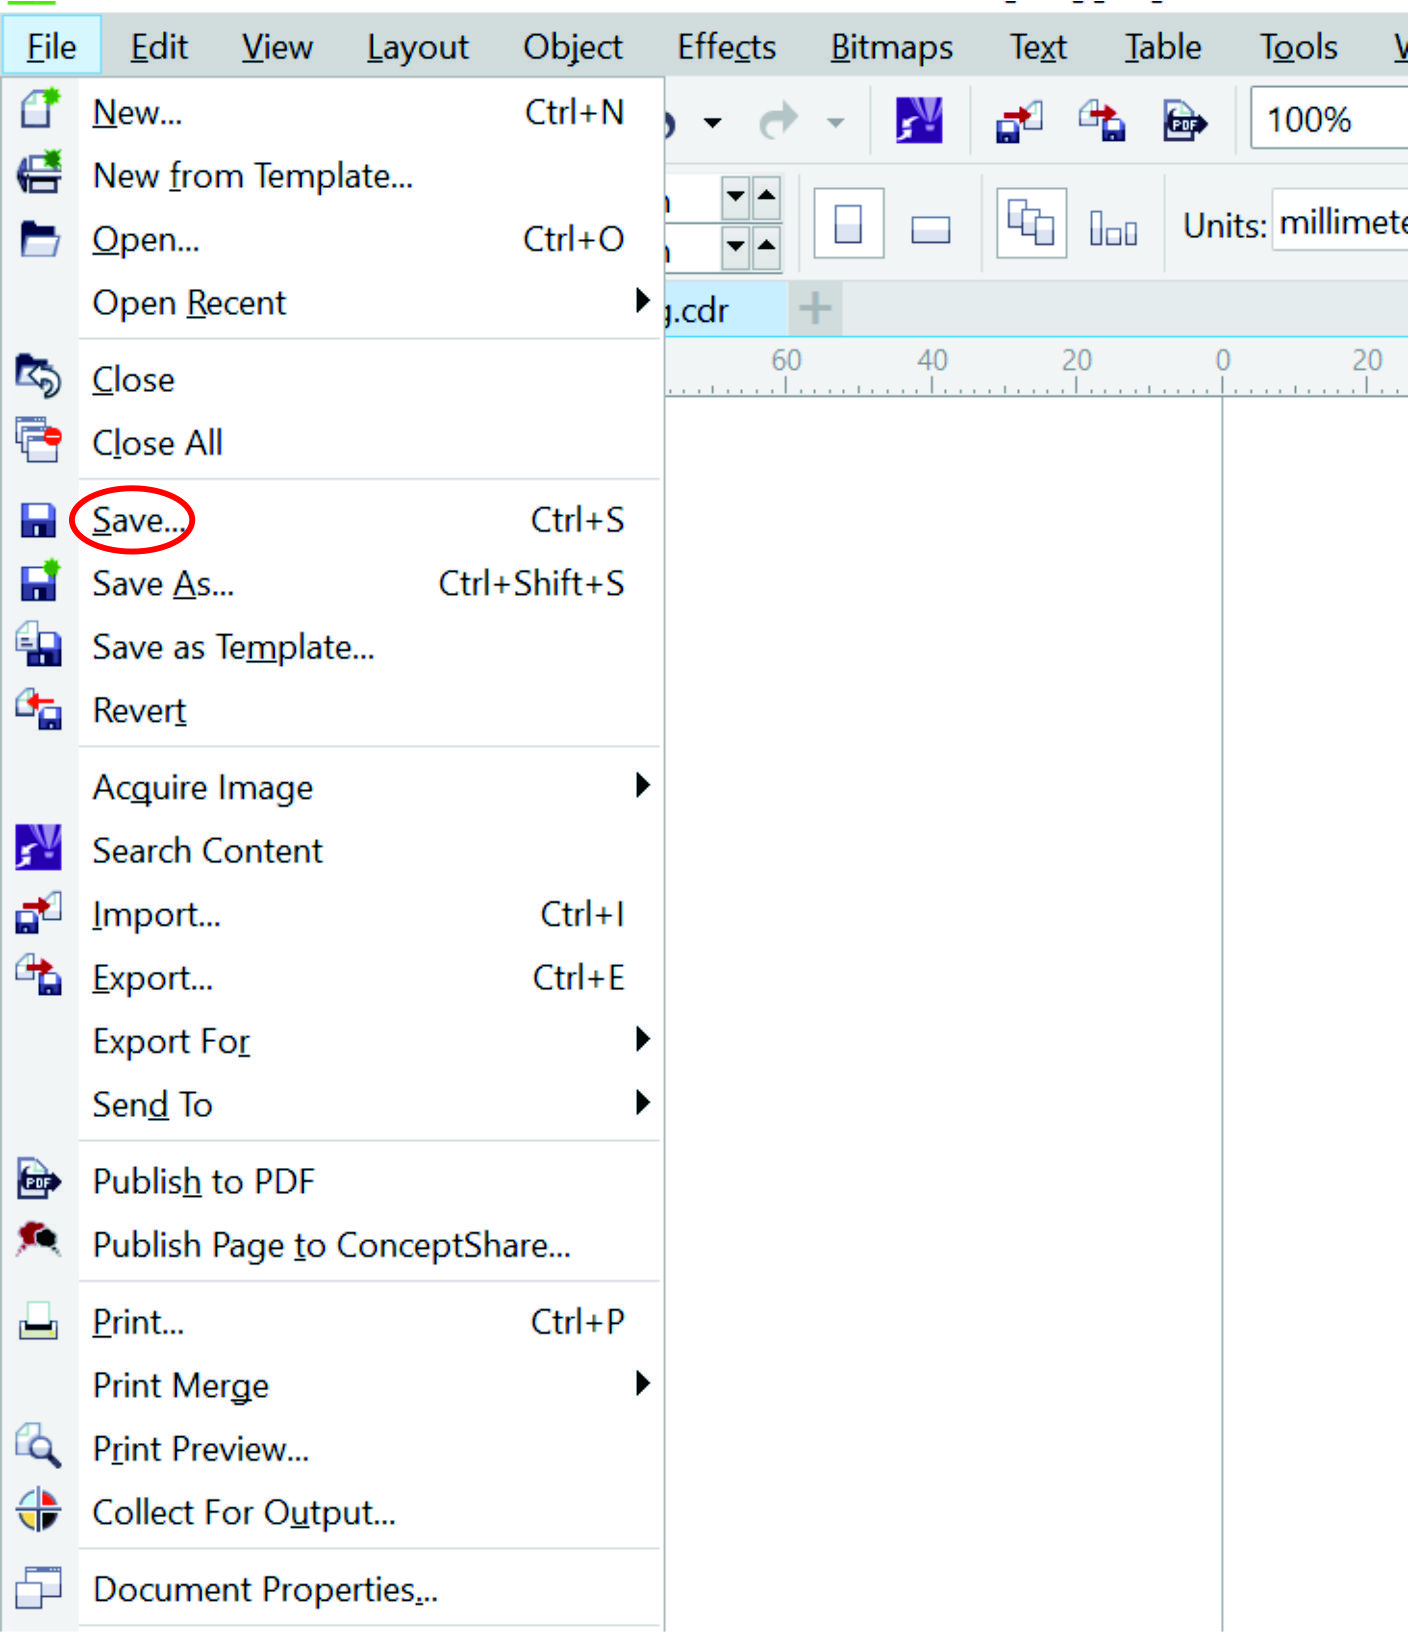 File Edit View Layout Object Effects Bitmaps Text Table Tools
New... Ctrl+N
100%
New from Template...
Units:
Open... Ctrl+O
Open Recent
.cdr
60 40 20 0 20
Close
Close All
Save... Ctrl+S
Save As... Ctrl+Shift+S
Save as Template...
Revert
Acquire Image
Search Content
Import... Ctrl+I
Export... Ctrl+E
Export For
Send To
PDF
Publish to PDF
Publish Page to ConceptShare...
Print... Ctrl+P
Print Merge
Print Preview...
Collect For Output...
Document Properties...